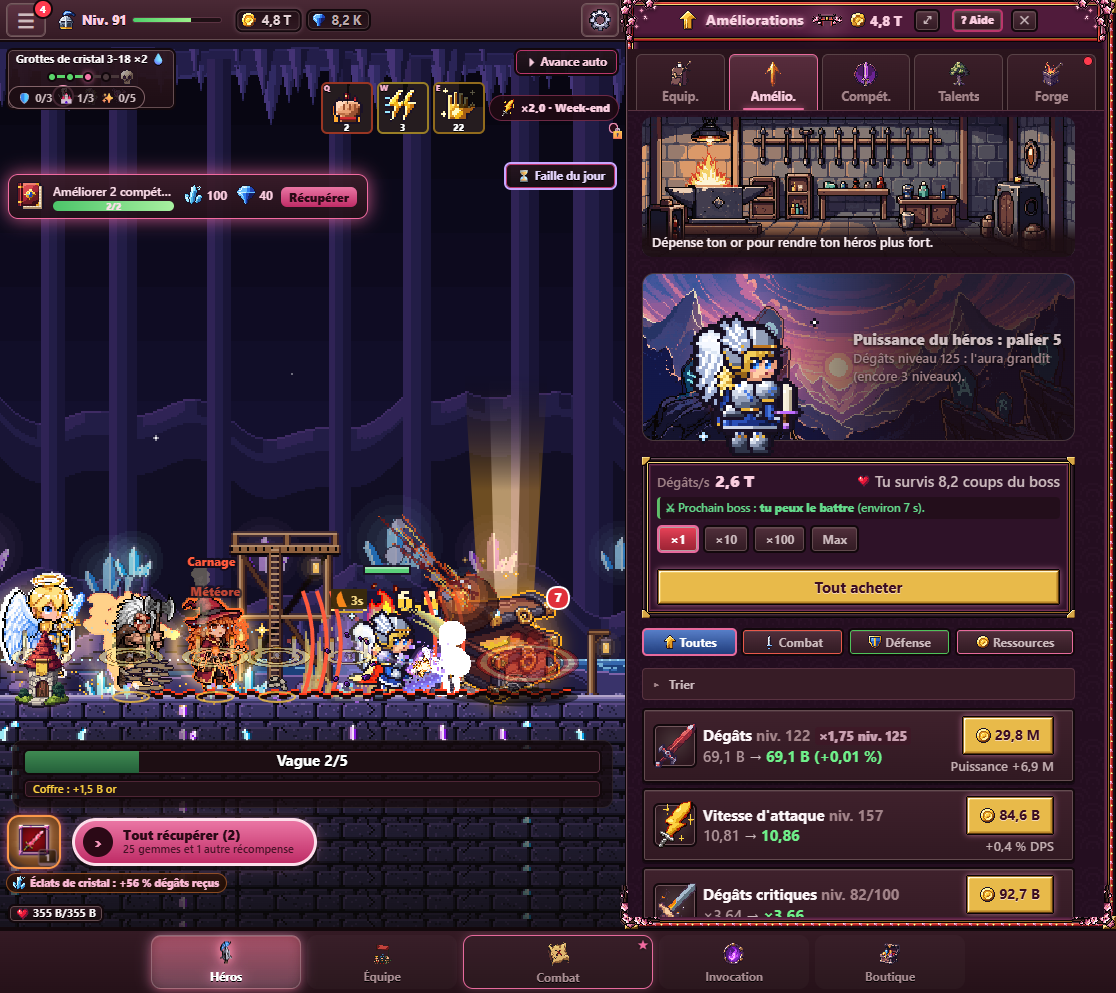 4
Niv. 91
4,8 T
8,2 K
Grottes de cristal 3-18 ×2
0/3
1/3
0/5
Avance auto
Q
2
W
3
E
22
×2,0 · Week-end
Faille du jour
Améliorer 2 compét...
2/2
100
40
Récupérer
Carnage
Météore
3s
7
Vague 2/5
Coffre : +1,5 B or
1
Tout récupérer (2)
25 gemmes et 1 autre récompense
Éclats de cristal : +56 % dégâts reçus
355 B/355 B
Améliorations
4,8 T
? Aide
Equip.
Amélio.
Compét.
Talents
Forge
Dépense ton or pour rendre ton héros plus fort.
Puissance du héros : palier 5
Dégâts niveau 125 : l'aura grandit
(encore 3 niveaux).
Dégâts/s 2,6 T
Tu survis 8,2 coups du boss
Prochain boss : tu peux le battre (environ 7 s).
×1
×10
×100
Max
Tout acheter
Toutes
Combat
Défense
Ressources
Trier
Dégâts niv. 122 ×1,75 niv. 125
69,1 B → 69,1 B (+0,01 %)
29,8 M
Puissance +6,9 M
Vitesse d'attaque niv. 157
10,81 → 10,86
84,6 B
+0,4 % DPS
Dégâts critiques niv. 82/100
×3,64 → ×3,66
92,7 B
Héros
Équipe
Combat
Invocation
Boutique